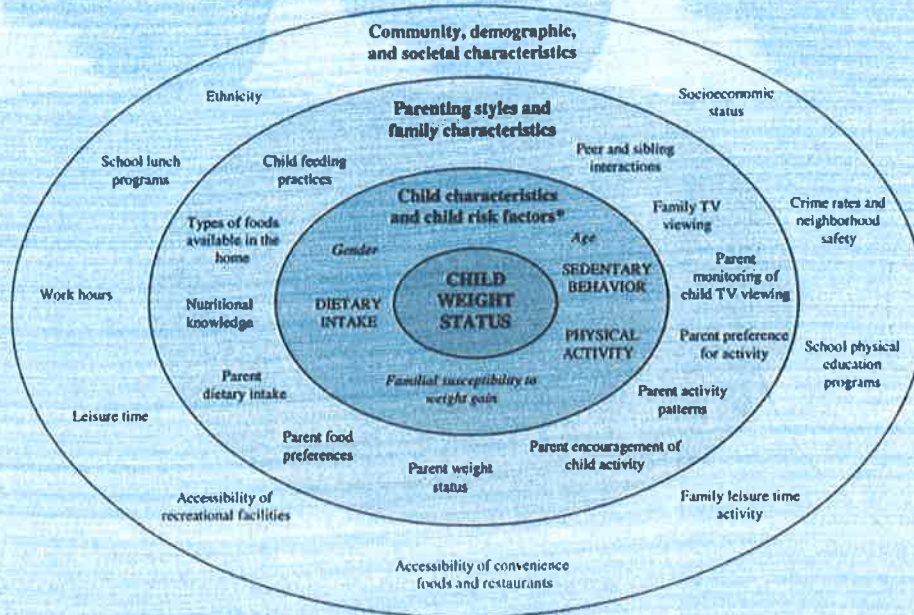 Community, demographic,
and societal characteristics
Ethnicity
Socioeconomic
status
Parenting styles and
family characteristics
School lunch
programs
Child feeding
practices
Peer and sibling
interactions
Child characteristics
and child risk factors*
Crime rates and
neighborhood
safety
Types of foods
available in the
home
Gender
Age
Family TV
viewing
CHILD
WEIGHT
STATUS
SEDENTARY
BEHAVIOR
Parent
monitoring of
child TV viewing
Work hours
Nutritional
knowledge
DIETARY
INTAKE
PHYSICAL
ACTIVITY
Parent preference
for activity
School physical
education
programs
Parent
dietary intake
Familial susceptibility to
weight gain
Parent activity
patterns
Leisure time
Parent food
preferences
Parent weight
status
Parent encouragement of
child activity
Accessibility of
recreational facilities
Family leisure time
activity
Accessibility of convenience
foods and restaurants